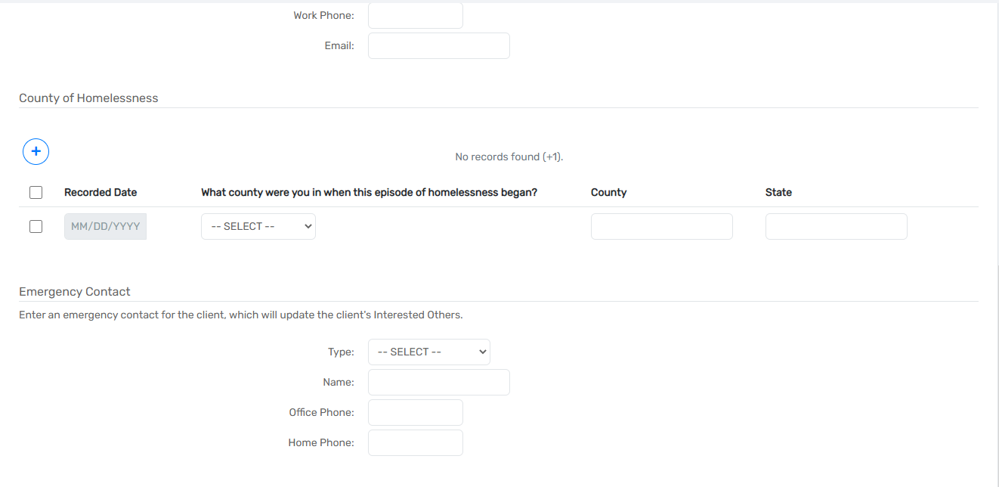 Work Phone:
Email:
County of Homelessness
+
No records found (+1).
Recorded Date What county were you in when this episode of homelessness began? County State
MM/DD/YYYY -- SELECT --
Emergency Contact
Enter an emergency contact for the client, which will update the client's Interested Others.
Type: -- SELECT --
Name:
Office Phone:
Home Phone: